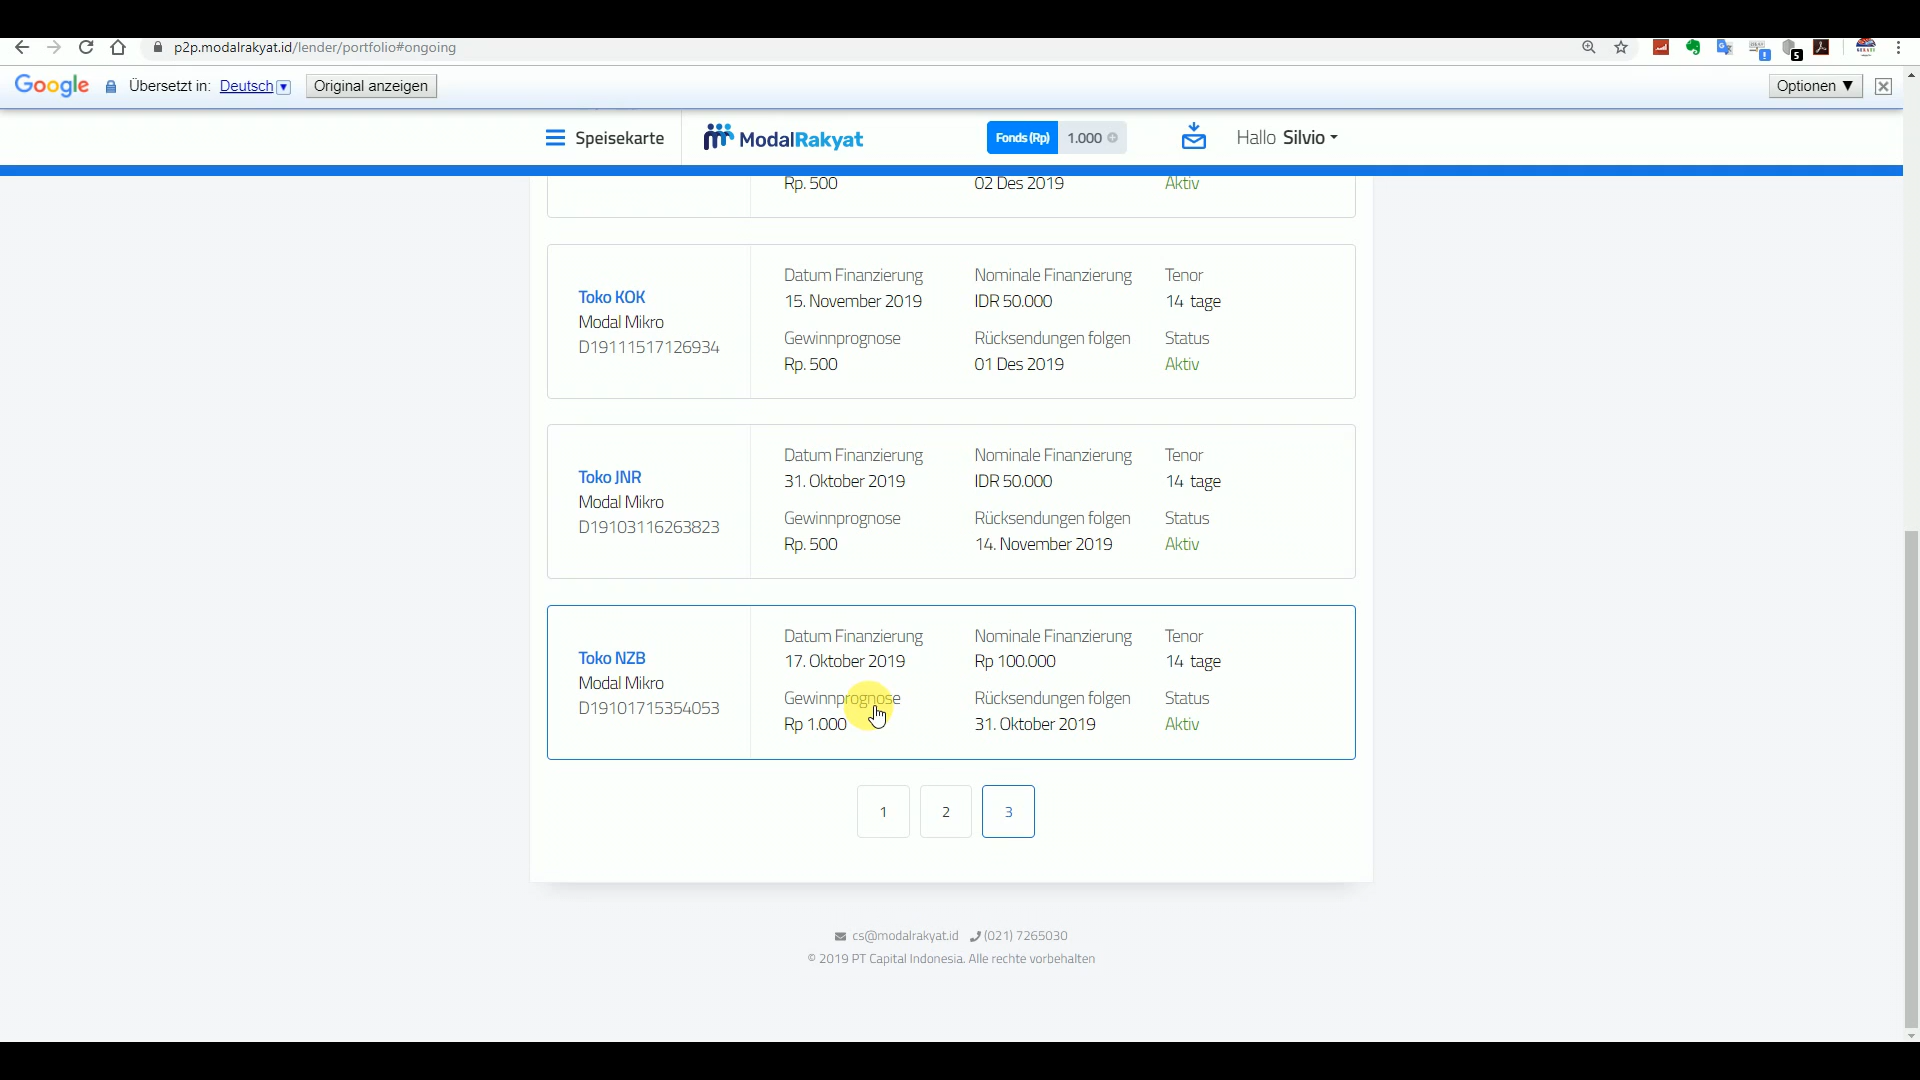 p2p.modalrakyat.id/lender/portfolio#ongoing
Google Übersetzt in: Deutsch Original anzeigen Optionen ▼
Speisekarte ModalRakyat Fonds (Rp) 1.000 Hallo Silvio
Rp. 500 02 Des 2019 Aktiv
Datum Finanzierung Nominale Finanzierung Tenor
Toko KOK 15. November 2019 IDR 50.000 14 tage
Modal Mikro
Gewinnprognose Rücksendungen folgen Status
D19111517126934
Rp. 500 01 Des 2019 Aktiv
Datum Finanzierung Nominale Finanzierung Tenor
Toko JNR 31. Oktober 2019 IDR 50.000 14 tage
Modal Mikro
Gewinnprognose Rücksendungen folgen Status
D19103116263823
Rp. 500 14. November 2019 Aktiv
Datum Finanzierung Nominale Finanzierung Tenor
Toko NZB 17. Oktober 2019 Rp 100.000 14 tage
Modal Mikro
Gewinnprognose Rücksendungen folgen Status
D19101715354053
Rp 1.000 31. Oktober 2019 Aktiv
1 2 3
cs@modalrakyat.id (021) 7265030
© 2019 PT Capital Indonesia. Alle rechte vorbehalten